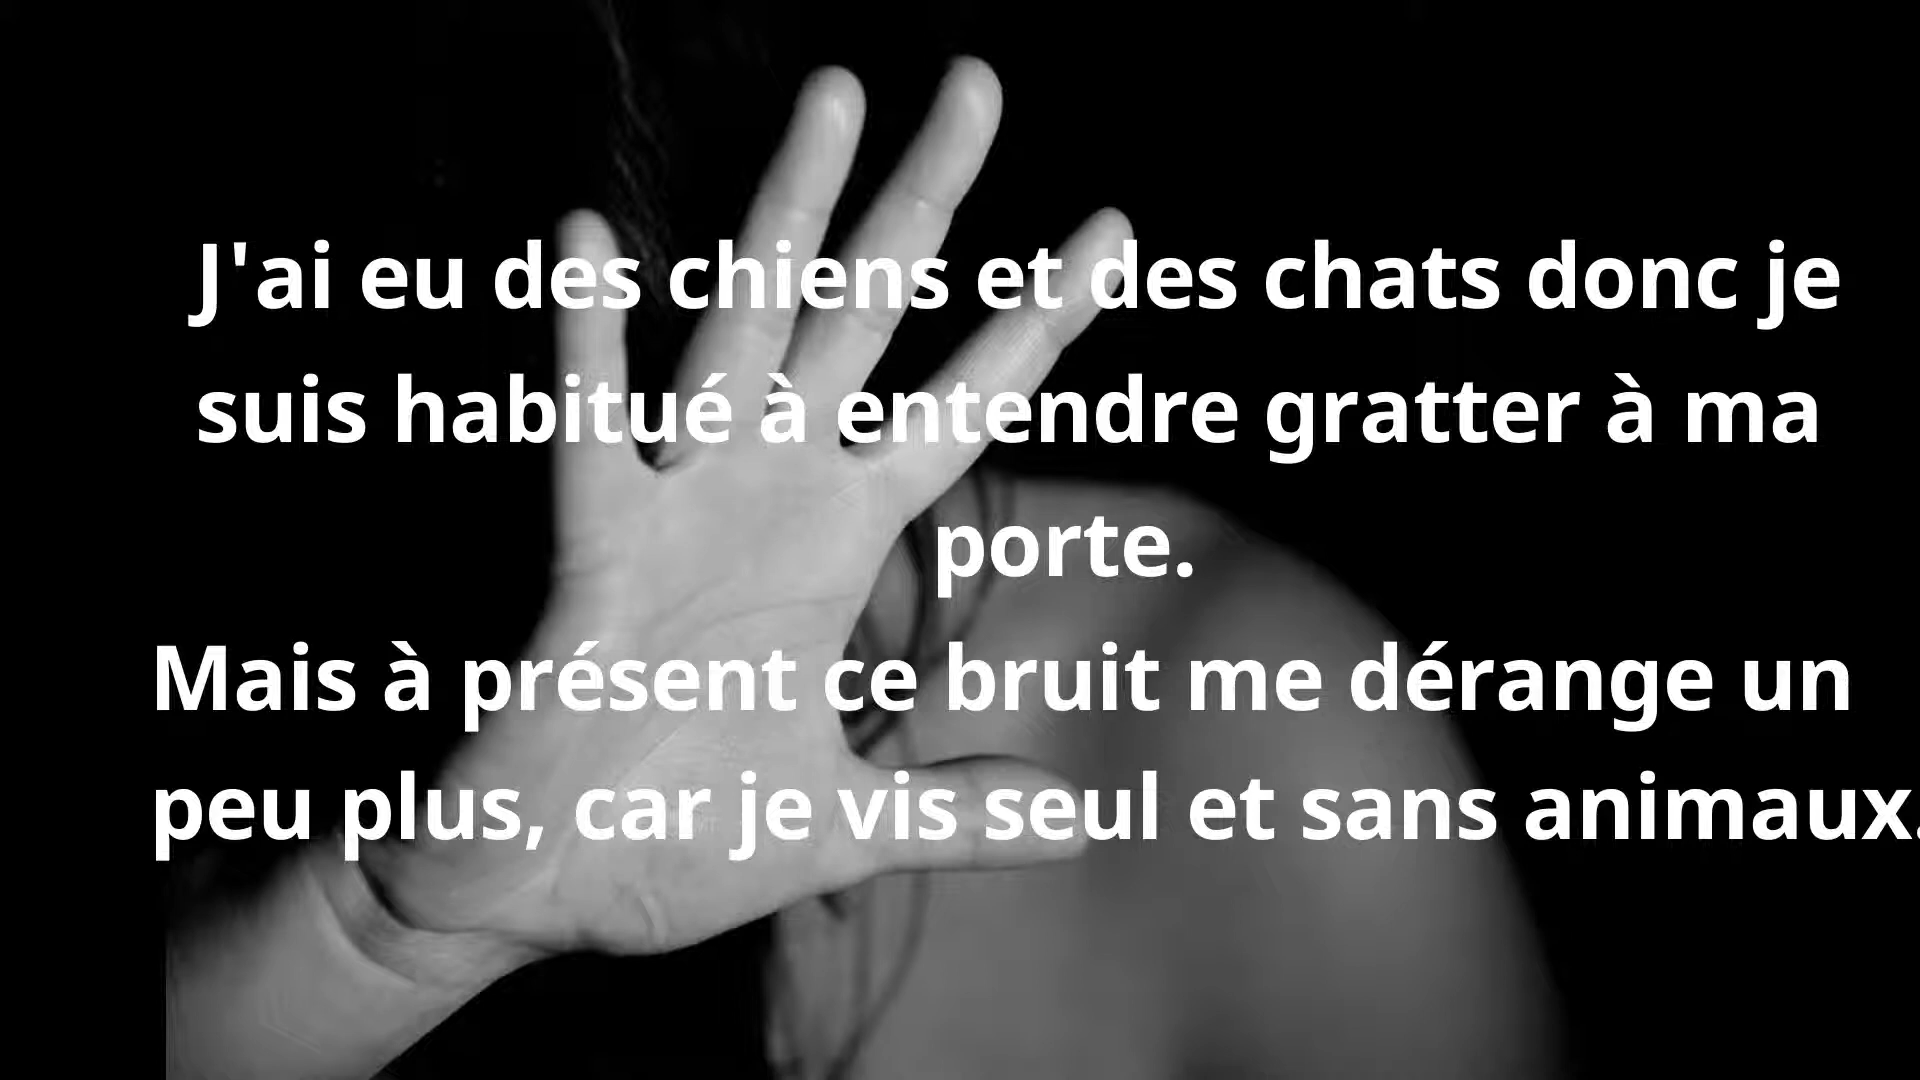 J'ai eu des chiens et des chats donc je
suis habitué à entendre gratter à ma
porte.
Mais à présent ce bruit me dérange un
peu plus, car je vis seul et sans animaux.